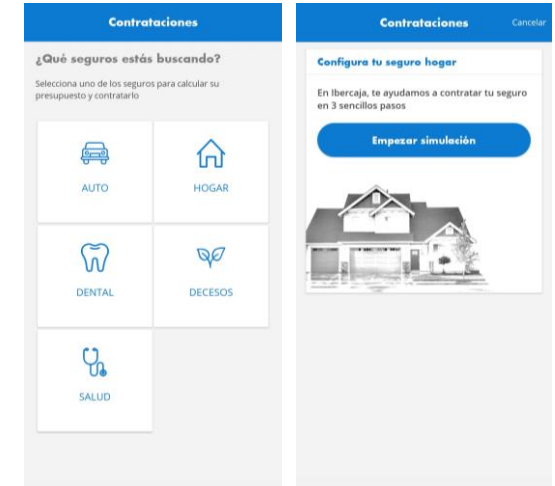 Contrataciones
¿Qué seguros estás buscando?
Selecciona uno de los seguros para calcular su
presupuesto y contratarlo
AUTO
HOGAR
DENTAL
DECESOS
SALUD
Contrataciones
Cancelar
Configura tu seguro hogar
En Ibercaja, te ayudamos a contratar tu seguro
en 3 sencillos pasos
Empezar simulación